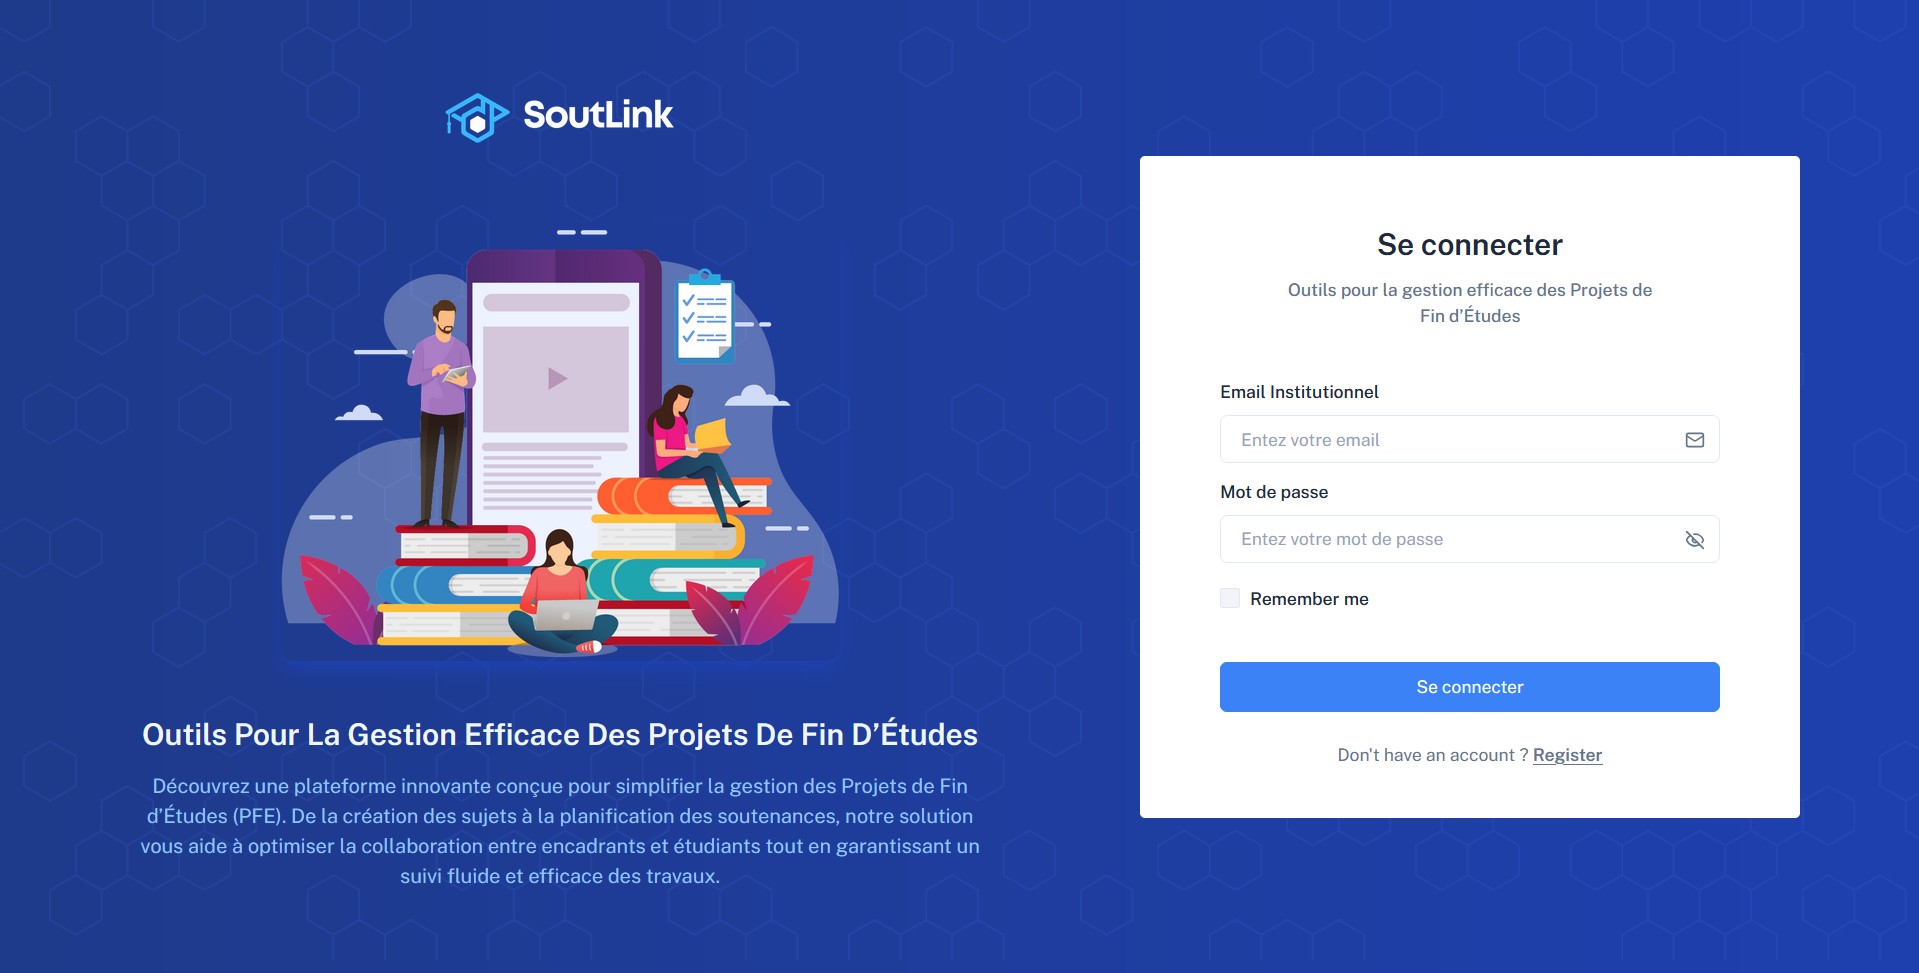 SoutLink
Outils Pour La Gestion Efficace Des Projets De Fin D’Études
Découvrez une plateforme innovante conçue pour simplifier la gestion des Projets de Fin
d’Études (PFE). De la création des sujets à la planification des soutenances, notre solution
vous aide à optimiser la collaboration entre encadrants et étudiants tout en garantissant un
suivi fluide et efficace des travaux.
Se connecter
Outils pour la gestion efficace des Projets de
Fin d’Études
Email Institutionnel
Entez votre email
Mot de passe
Entez votre mot de passe
Remember me
Se connecter
Don't have an account ? Register